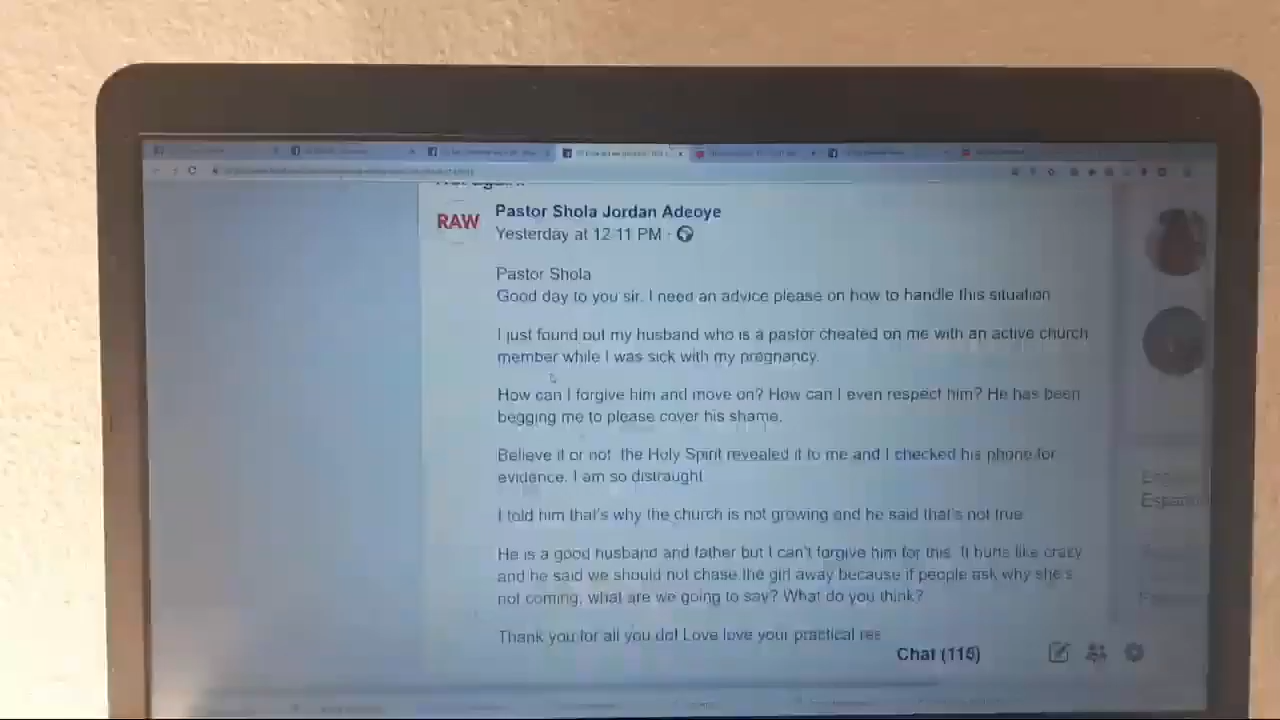 RAW
Pastor Shola Jordan Adeoye
Yesterday at 12:11 PM ·
Pastor Shola
Good day to you sir. I need an advice please on how to handle this situation
I just found out my husband who is a pastor cheated on me with an active church
member while I was sick with my pregnancy.
How can I forgive him and move on? How can I even respect him? He has been
begging me to please cover his shame.
Believe it or not the Holy Spirit revealed it to me and I checked his phone for
evidence. I am so distraught
I told him that's why the church is not growing and he said that's not true
He is a good husband and father but I can't forgive him for this. It hurts like crazy
and he said we should not chase the girl away because if people ask why she's
not coming, what are we going to say? What do you think?
Thank you for all you do! Love love your practical res
Chat (118)